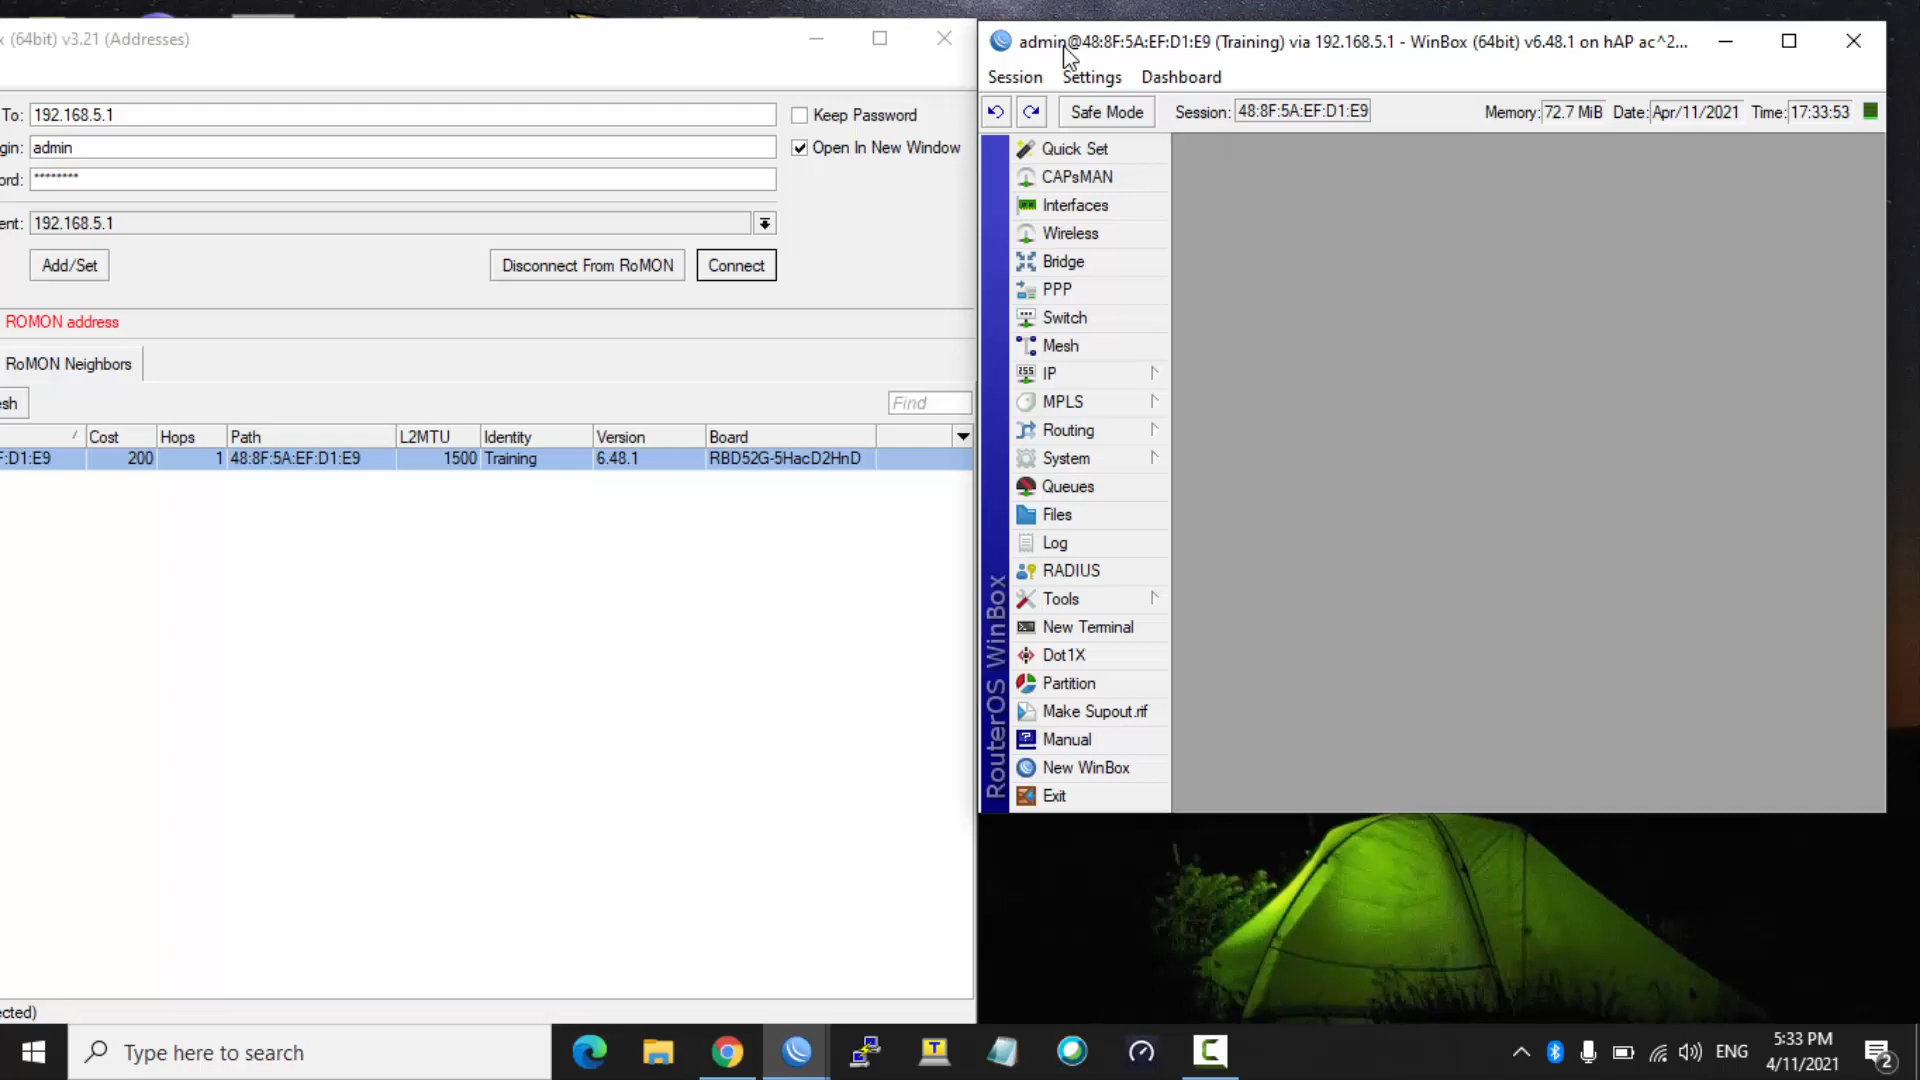 x (64bit) v3.21 (Addresses)
To: 192.168.5.1
Keep Password
gin: admin
Open In New Window
ord: ********
ent: 192.168.5.1
Add/Set
Disconnect From RoMON
Connect
ROMON address
RoMON Neighbors
esh
Find
Cost Hops Path L2MTU Identity Version Board
F:D1:E9 200 1 48:8F:5A:EF:D1:E9 1500 Training 6.48.1 RBD52G-5HacD2HnD
cted)
admin@48:8F:5A:EF:D1:E9 (Training) via 192.168.5.1 - WinBox (64bit) v6.48.1 on hAP ac^2...
Session Settings Dashboard
Safe Mode Session: 48:8F:5A:EF:D1:E9 Memory: 72.7 MiB Date: Apr/11/2021 Time: 17:33:53
Quick Set
CAPsMAN
Interfaces
Wireless
Bridge
PPP
Switch
Mesh
IP
MPLS
Routing
System
Queues
Files
Log
RADIUS
Tools
New Terminal
Dot1X
Partition
Make Supout.rif
Manual
New WinBox
Exit
RouterOS WinBox
Type here to search
ENG
5:33 PM
4/11/2021
2